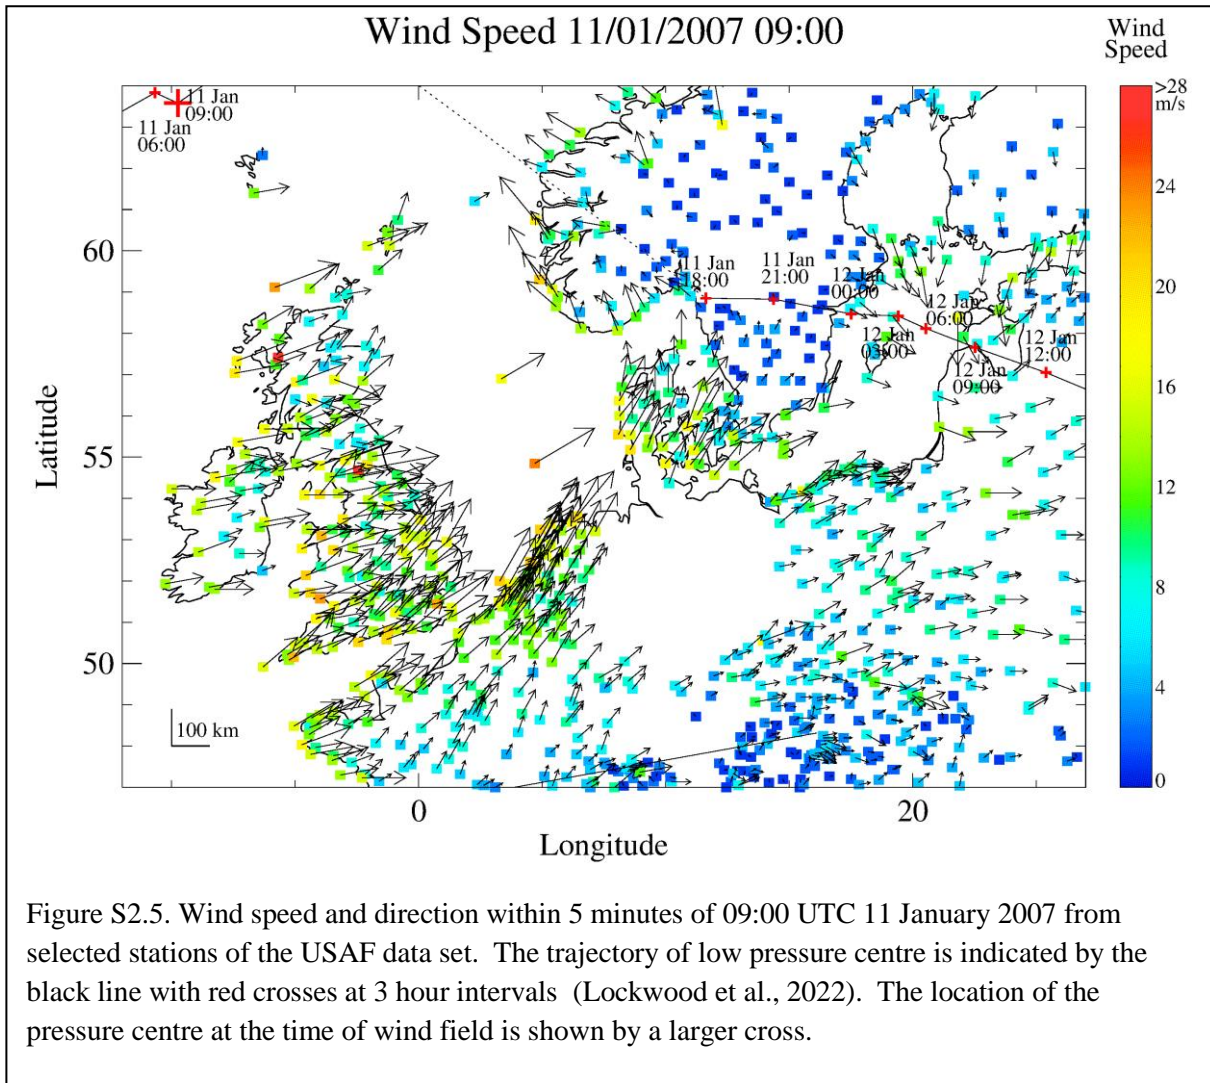 Wind Speed 11/01/2007 09:00
Wind
Speed
>28
m/s
24
20
16
12
8
4
0
11 Jan
09:00
11 Jan
06:00
11 Jan
18:00
11 Jan
21:00
12 Jan
00:00
12 Jan
03:00
12 Jan
06:00
12 Jan
09:00
12 Jan
12:00
60
55
50
Latitude
100 km
0
20
Longitude
Figure S2.5. Wind speed and direction within 5 minutes of 09:00 UTC 11 January 2007 from
selected stations of the USAF data set. The trajectory of low pressure centre is indicated by the
black line with red crosses at 3 hour intervals (Lockwood et al., 2022). The location of the
pressure centre at the time of wind field is shown by a larger cross.